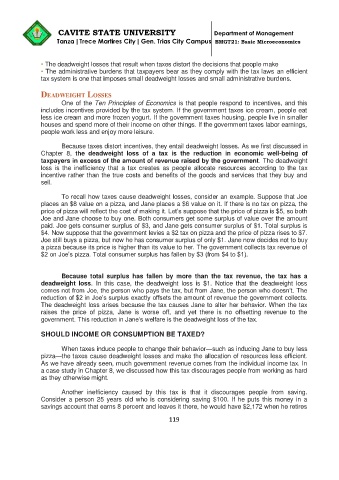 CAVITE STATE UNIVERSITY
Department of Management
Tanza | Trece Martires City | Gen. Trias City Campus
BMGT21: Basic Microeconomics
• The deadweight losses that result when taxes distort the decisions that people make
• The administrative burdens that taxpayers bear as they comply with the tax laws an efficient
tax system is one that imposes small deadweight losses and small administrative burdens.
DEADWEIGHT LOSSES
One of the Ten Principles of Economics is that people respond to incentives, and this
includes incentives provided by the tax system. If the government taxes ice cream, people eat
less ice cream and more frozen yogurt. If the government taxes housing, people live in smaller
houses and spend more of their income on other things. If the government taxes labor earnings,
people work less and enjoy more leisure.
Because taxes distort incentives, they entail deadweight losses. As we first discussed in
Chapter 8, the deadweight loss of a tax is the reduction in economic well-being of
taxpayers in excess of the amount of revenue raised by the government. The deadweight
loss is the inefficiency that a tax creates as people allocate resources according to the tax
incentive rather than the true costs and benefits of the goods and services that they buy and
sell.
To recall how taxes cause deadweight losses, consider an example. Suppose that Joe
places an $8 value on a pizza, and Jane places a $6 value on it. If there is no tax on pizza, the
price of pizza will reflect the cost of making it. Let's suppose that the price of pizza is $5, so both
Joe and Jane choose to buy one. Both consumers get some surplus of value over the amount
paid. Joe gets consumer surplus of $3, and Jane gets consumer surplus of $1. Total surplus is
$4. Now suppose that the government levies a $2 tax on pizza and the price of pizza rises to $7.
Joe still buys a pizza, but now he has consumer surplus of only $1. Jane now decides not to buy
a pizza because its price is higher than its value to her. The government collects tax revenue of
$2 on Joe's pizza. Total consumer surplus has fallen by $3 (from $4 to $1).
Because total surplus has fallen by more than the tax revenue, the tax has a
deadweight loss. In this case, the deadweight loss is $1. Notice that the deadweight loss
comes not from Joe, the person who pays the tax, but from Jane, the person who doesn't. The
reduction of $2 in Joe's surplus exactly offsets the amount of revenue the government collects.
The deadweight loss arises because the tax causes Jane to alter her behavior. When the tax
raises the price of pizza, Jane is worse off, and yet there is no offsetting revenue to the
government. This reduction in Jane's welfare is the deadweight loss of the tax.
SHOULD INCOME OR CONSUMPTION BE TAXED?
When taxes induce people to change their behavior—such as inducing Jane to buy less
pizza—the taxes cause deadweight losses and make the allocation of resources less efficient.
As we have already seen, much government revenue comes from the individual income tax. In
a case study in Chapter 8, we discussed how this tax discourages people from working as hard
as they otherwise might.
Another inefficiency caused by this tax is that it discourages people from saving.
Consider a person 25 years old who is considering saving $100. If he puts this money in a
savings account that earns 8 percent and leaves it there, he would have $2,172 when he retires
119